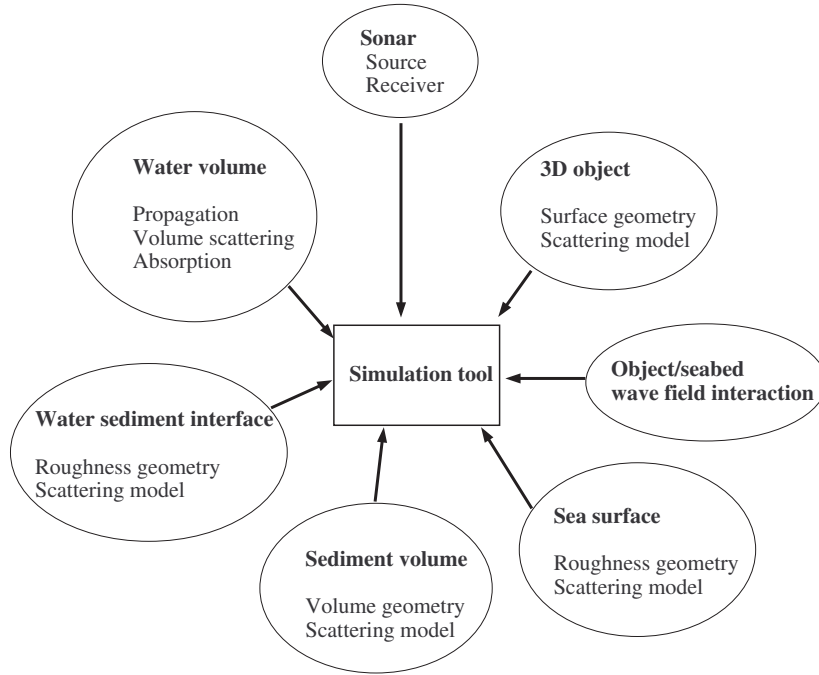 Sonar
Source
Receiver
Water volume
Propagation
Volume scattering
Absorption
3D object
Surface geometry
Scattering model
Simulation tool
Object/seabed
wave field interaction
Water sediment interface
Roughness geometry
Scattering model
Sediment volume
Volume geometry
Scattering model
Sea surface
Roughness geometry
Scattering model